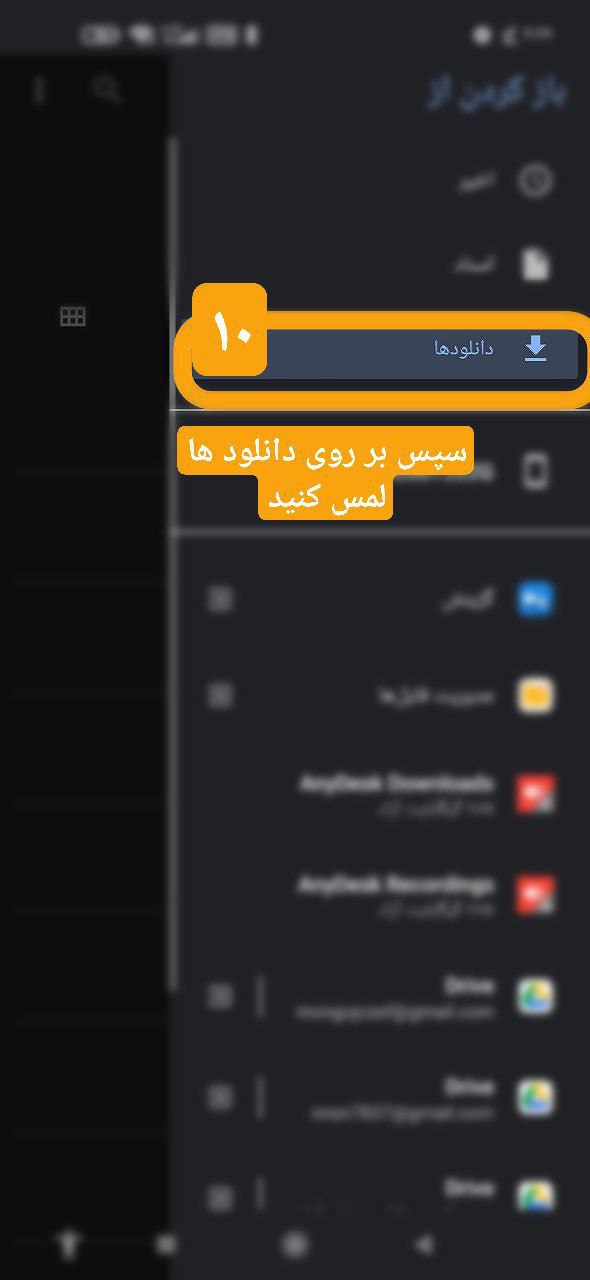 باز کردن از
اخیر
اسناد
۱۰
دانلودها
سپس بر روی دانلود ها
لمس کنید
گزینش
مدیریت فایل‌ها
AnyDesk Downloads
AnyDesk Recordings
Drive
Drive
Drive